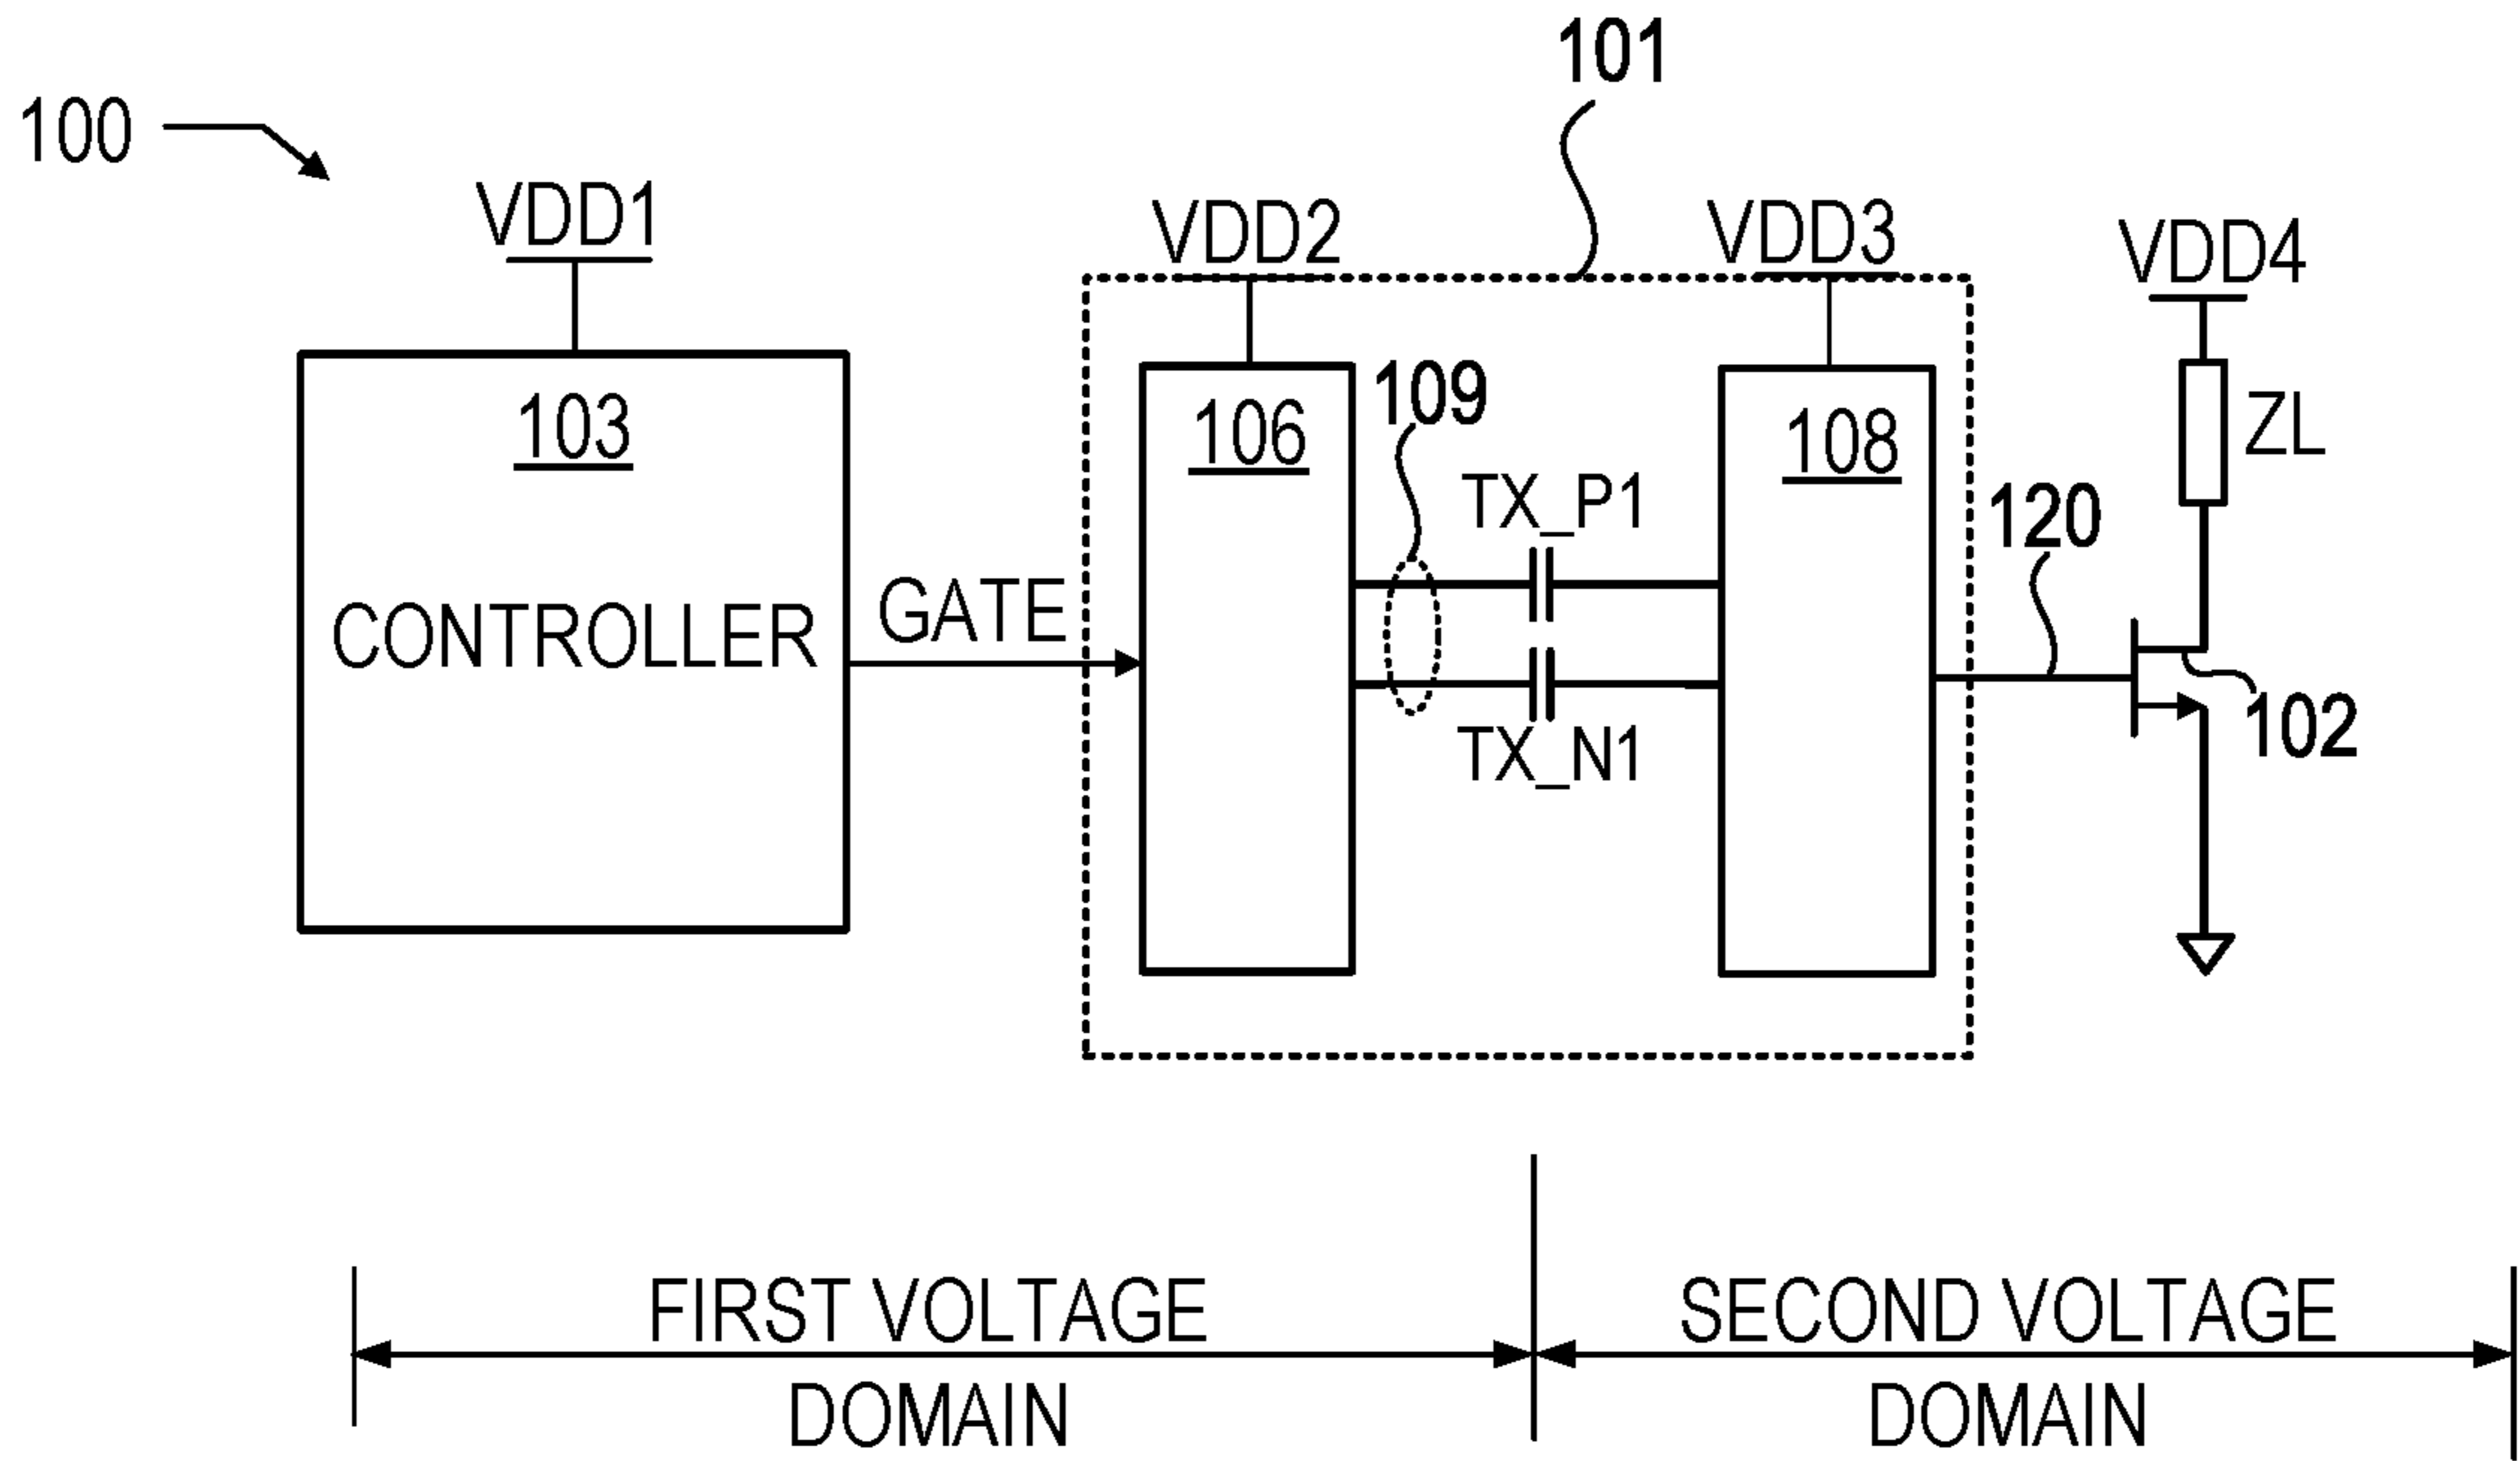 101
100
VDD1
VDD2
VDD3
VDD4
103
106
109
108
ZL
TX_P1
120
GATE
CONTROLLER
102
TX_N1
FIRST VOLTAGE
DOMAIN
SECOND VOLTAGE
DOMAIN